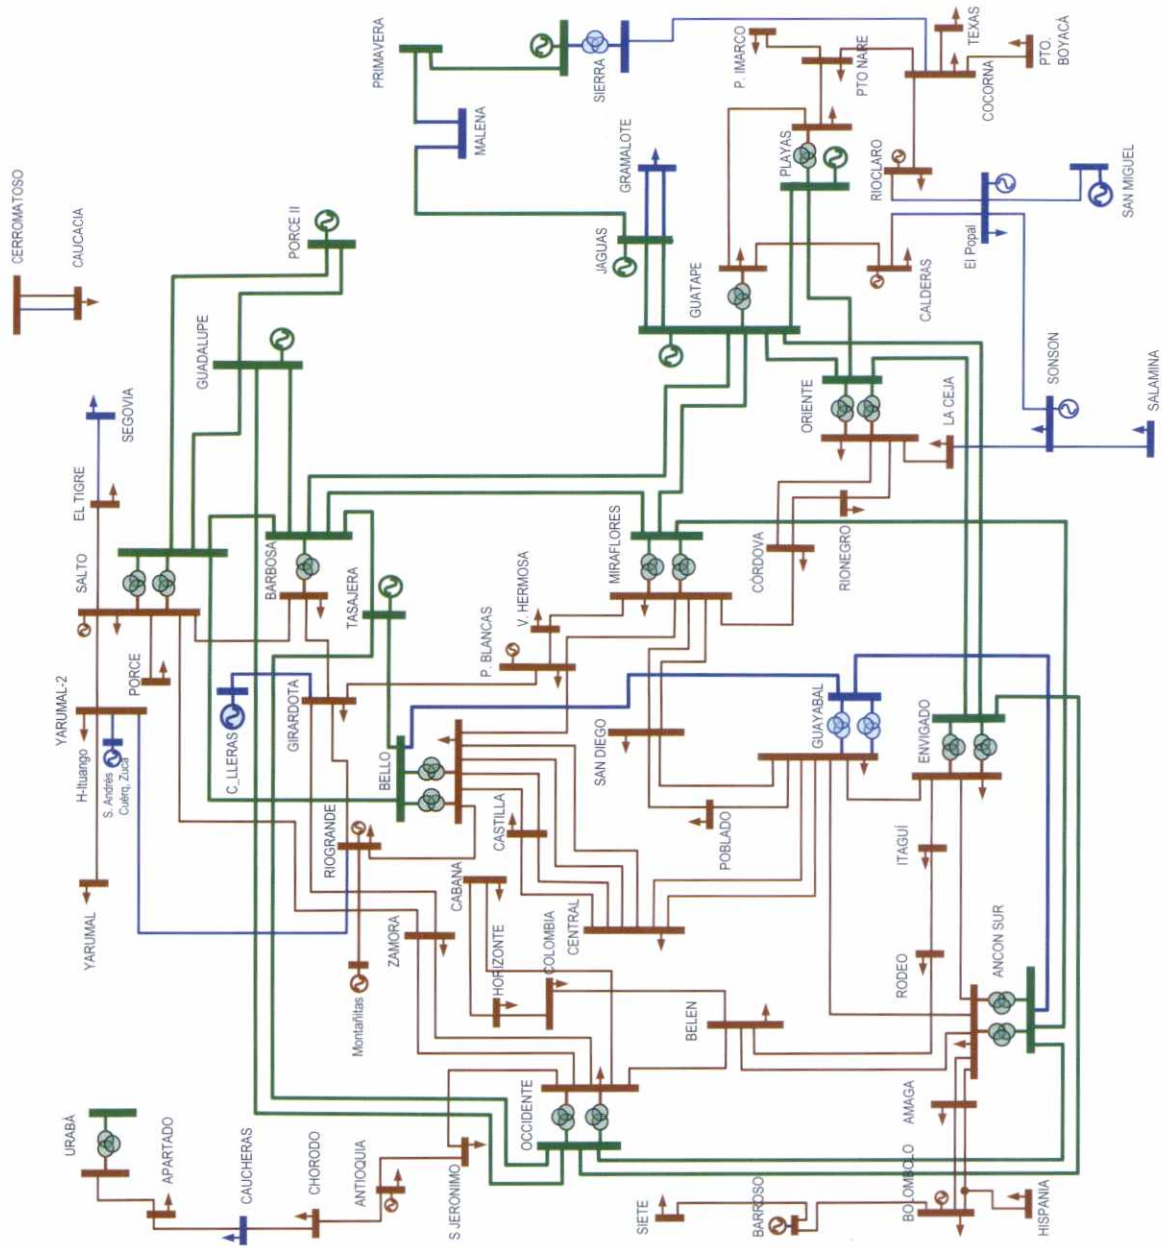 CERROMATOSO
CAUCACIA
PRIMAVERA
MALENA
SIERRA
P. IMARCO
PTO NARE
TEXAS
COCORNA
PTO.
BOYACÁ
PORCE II
GUADALUPE
SEGOVIA
EL TIGRE
SALTO
YARUMAL-2
H-Ituango
S. Andrés
Cuérq, Zuca
YARUMAL
PORCE
C_LLERAS
GIRARDOTA
BARBOSA
TASAJERA
JAGUAS
GRAMALOTE
GUATAPE
PLAYAS
RIOCLARO
CALDERAS
El Popal
SAN MIGUEL
SONSON
SALAMINA
LA CEJA
ORIENTE
RIONEGRO
CÓRDOVA
MIRAFLORES
V. HERMOSA
P. BLANCAS
BELLO
RIOGRANDE
Montañitas
ZAMORA
CABANA
CASTILLA
CENTRAL
HORIZONTE
COLOMBIA
SAN DIEGO
POBLADO
GUAYABAL
ENVIGADO
ITAGUÍ
RODEO
ANCON SUR
BELEN
OCCIDENTE
AMAGA
BOLOMBOLO
HISPANIA
BARROSO
SIETE
URABÁ
APARTADO
CAUCHERAS
CHORODO
ANTIOQUIA
S JERONIMO